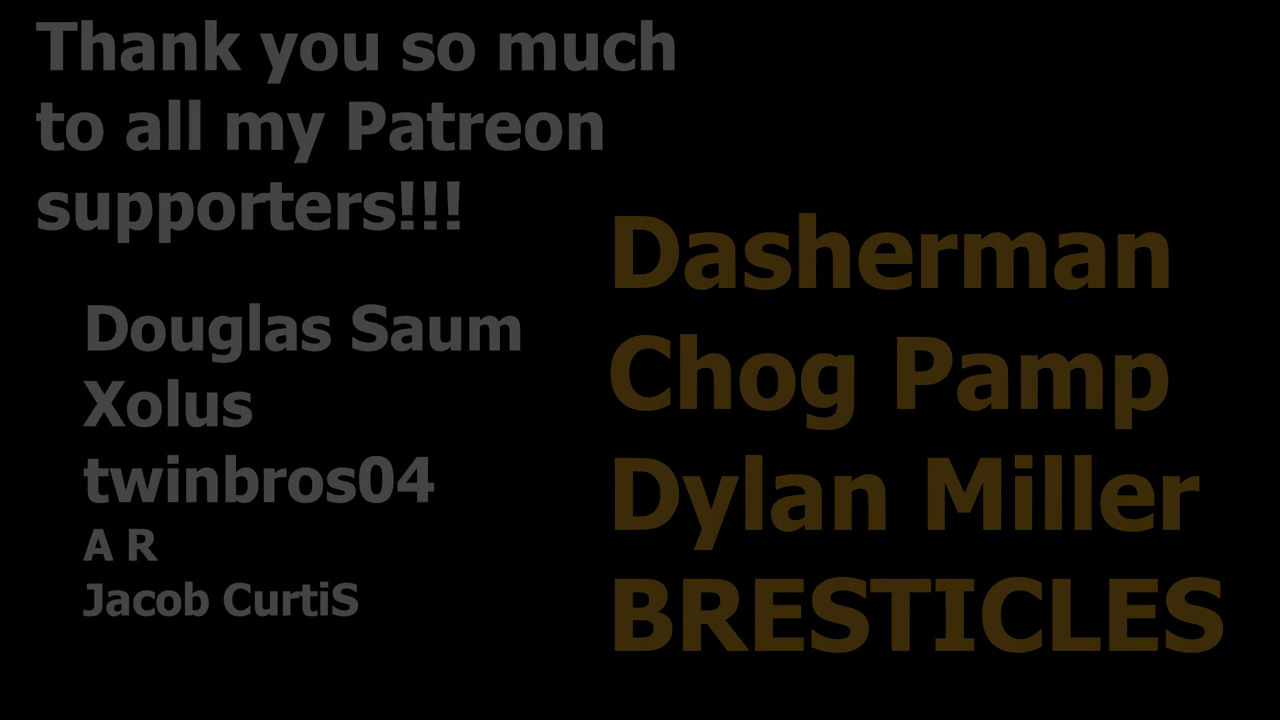 Thank you so much
to all my Patreon
supporters!!!
Douglas Saum
Xolus
twinbros04
A R
Jacob CurtiS
Dasherman
Chog Pamp
Dylan Miller
BRESTICLES